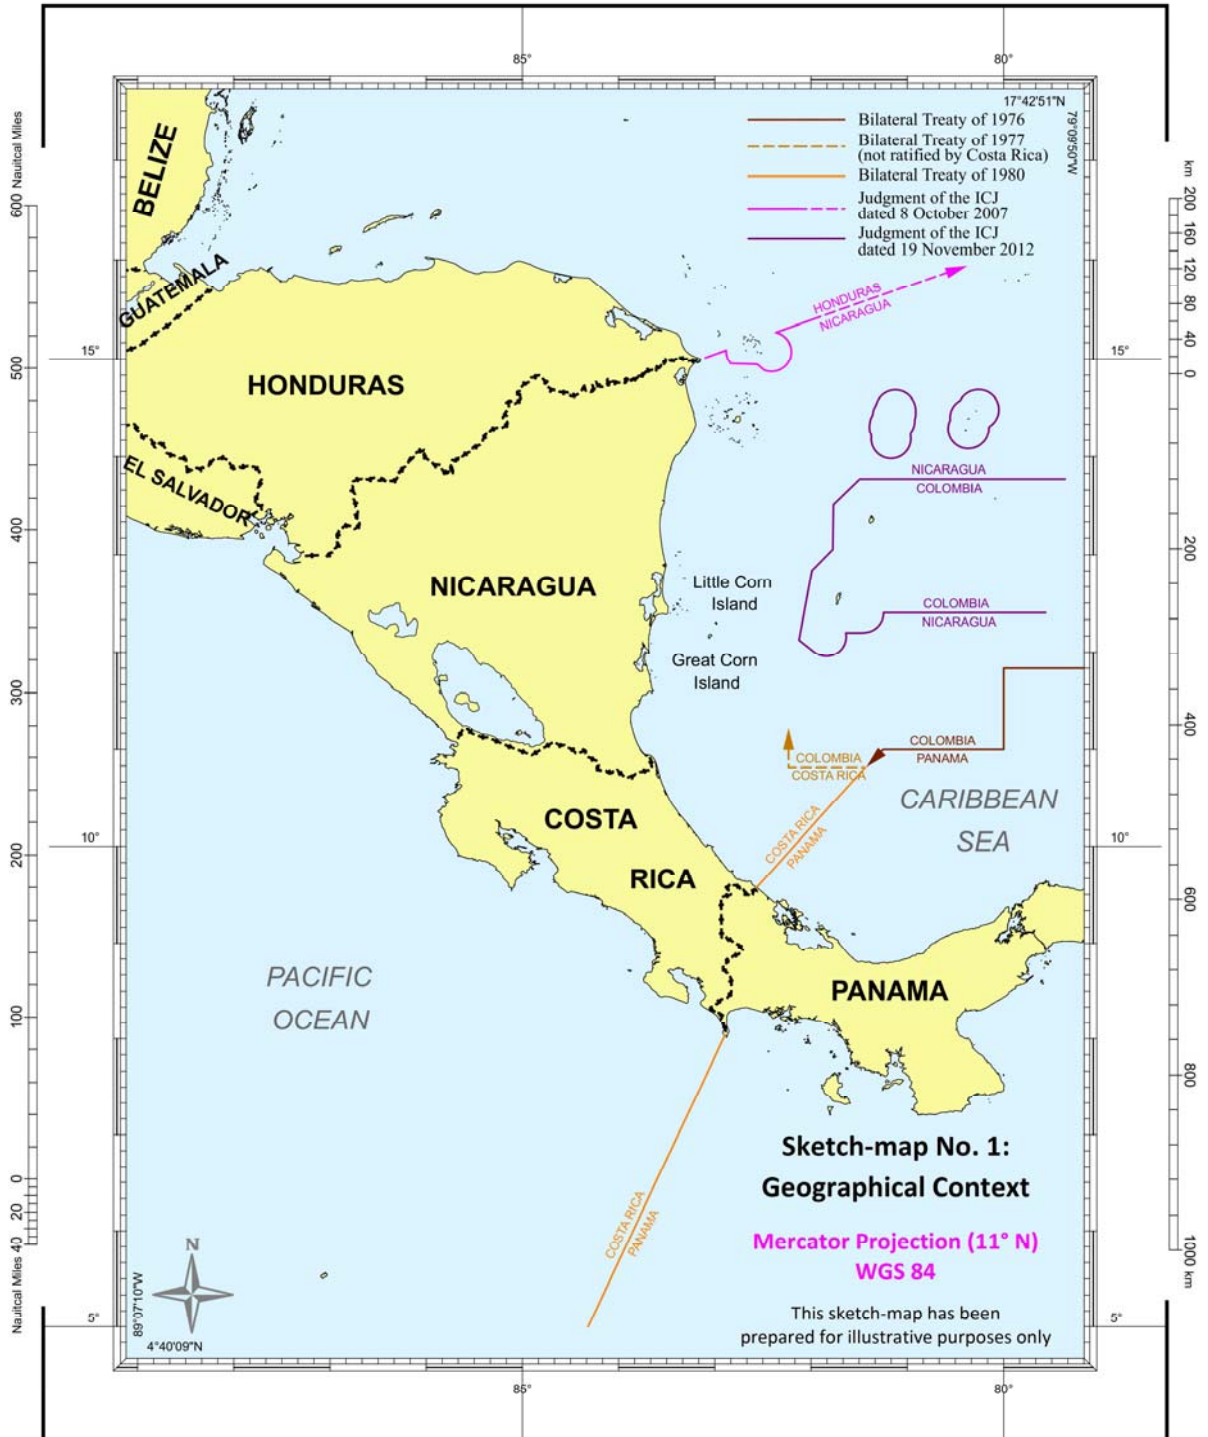 85°
80°
17°42'51"N
79°09'50"W
Bilateral Treaty of 1976
Bilateral Treaty of 1977
(not ratified by Costa Rica)
Bilateral Treaty of 1980
Judgment of the ICJ
dated 8 October 2007
Judgment of the ICJ
dated 19 November 2012
600 Nauitcal Miles
500
400
300
200
100
0
20
Nauitcal Miles 40
km
200
160
120
80
40
0
200
400
600
800
1000 km
BELIZE
GUATEMALA
HONDURAS
NICARAGUA
15°
15°
HONDURAS
EL SALVADOR
NICARAGUA
COLOMBIA
NICARAGUA
Little Corn
Island
COLOMBIA
NICARAGUA
Great Corn
Island
COLOMBIA
PANAMA
COLOMBIA
COSTA RICA
CARIBBEAN
SEA
COSTA
RICA
COSTA RICA
PANAMA
10°
10°
PACIFIC
OCEAN
PANAMA
COSTA RICA
PANAMA
Sketch-map No. 1:
Geographical Context
Mercator Projection (11° N)
WGS 84
This sketch-map has been
prepared for illustrative purposes only
N
89°07'10"W
4°40'09"N
5°
5°
85°
80°